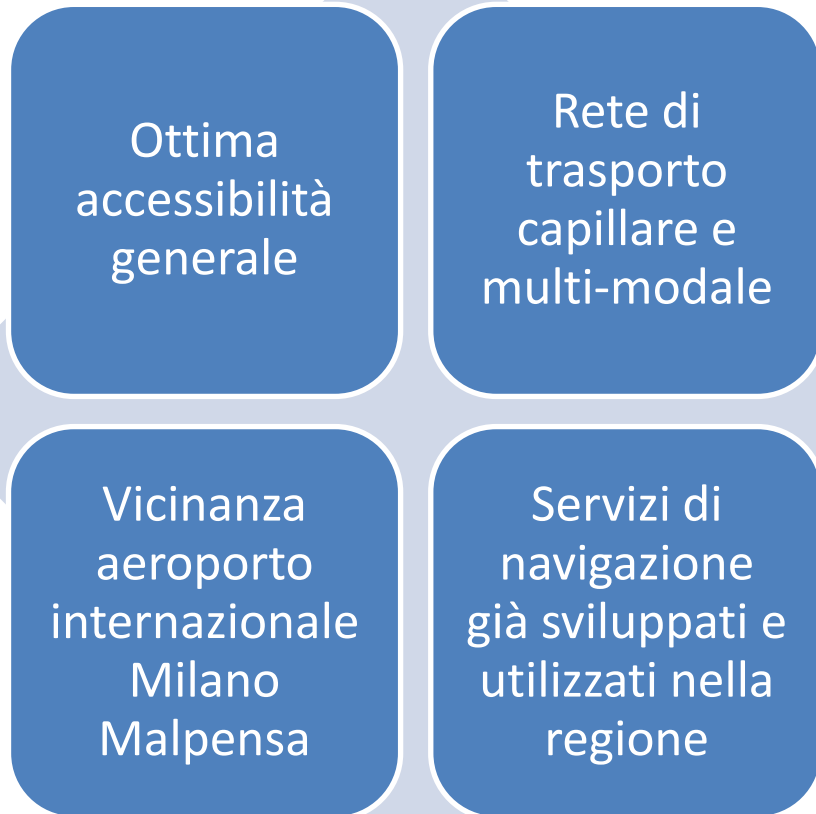 Ottima
accessibilità
generale
Rete di
trasporto
capillare e
multi-modale
Vicinanza
aeroporto
internazionale
Milano
Malpensa
Servizi di
navigazione
già sviluppati e
utilizzati nella
regione